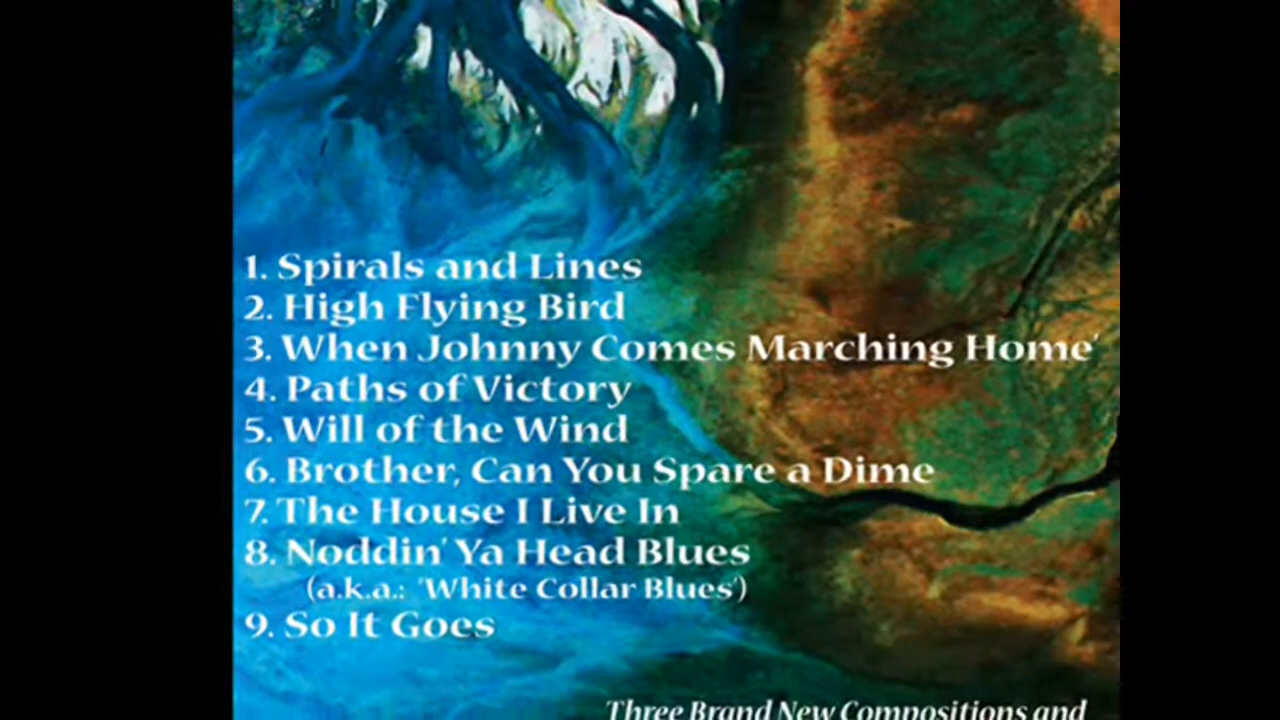 1. Spirals and Lines
2. High Flying Bird
3. When Johnny Comes Marching Home'
4. Paths of Victory
5. Will of the Wind
6. Brother, Can You Spare a Dime
7. The House I Live In
8. Noddin' Ya Head Blues
(a.k.a.: 'White Collar Blues')
9. So It Goes
Three Brand New Compositions and